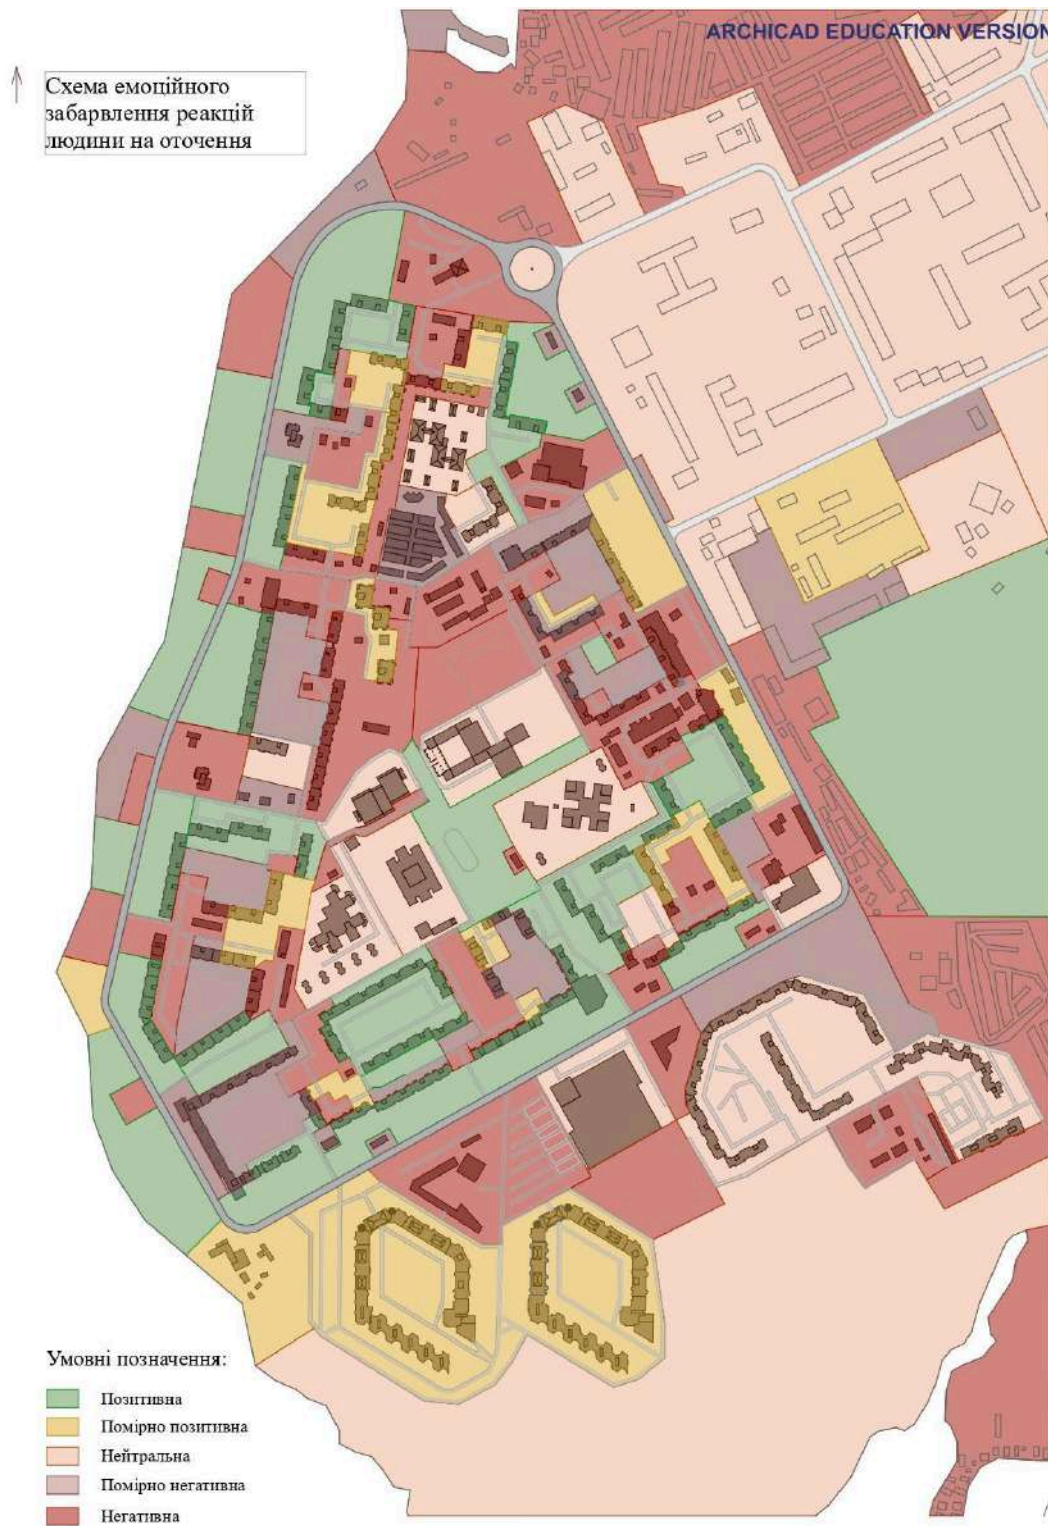 ARCHICAD EDUCATION VERSION
Схема емоційного
забарвлення реакцій
людини на оточення
Умовні позначення:
Позитивна
Помірно позитивна
Нейтральна
Помірно негативна
Негативна